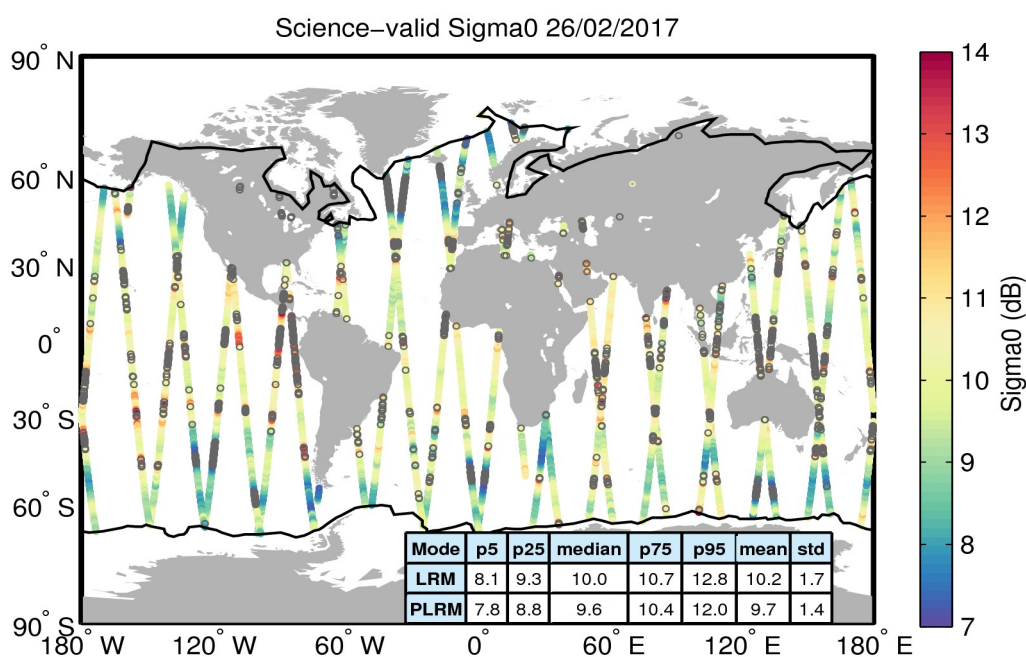 Science−valid Sigma0 26/02/2017
90° N
60° N
30° N
0°
30° S
60° S
90° S
180° W
120° W
60° W
0°
60° E
120° E
180° E
14
13
12
11
10
9
8
7
Sigma0 (dB)
Mode p5 p25 median p75 p95 mean std
LRM 8.1 9.3 10.0 10.7 12.8 10.2 1.7
PLRM 7.8 8.8 9.6 10.4 12.0 9.7 1.4